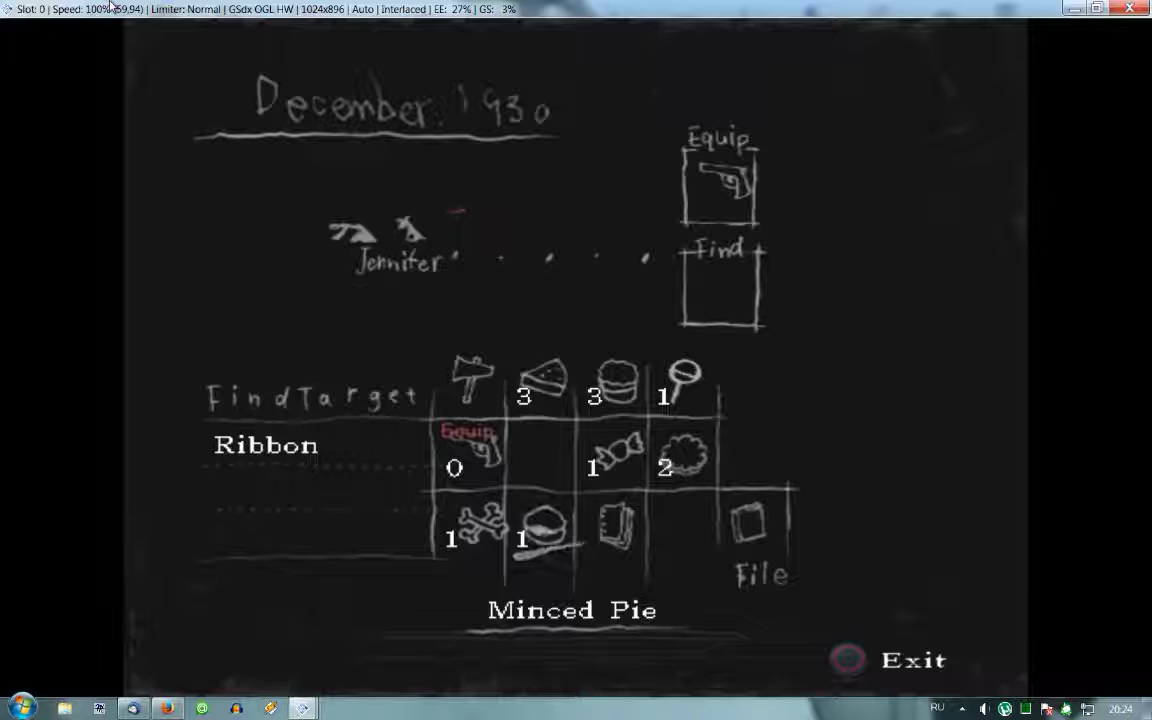 Slot: 0 | Speed: 100% (59,94) | Limiter: Normal | GSdx OGL HW | 1024x896 | Auto | Interlaced | EE: 27% | GS: 3%
December. 1930
Equip
Jennifer
Find
FindTarget
3
3
1
Ribbon
Equip
0
1
2
1
1
File
Minced Pie
Exit
RU
20:24